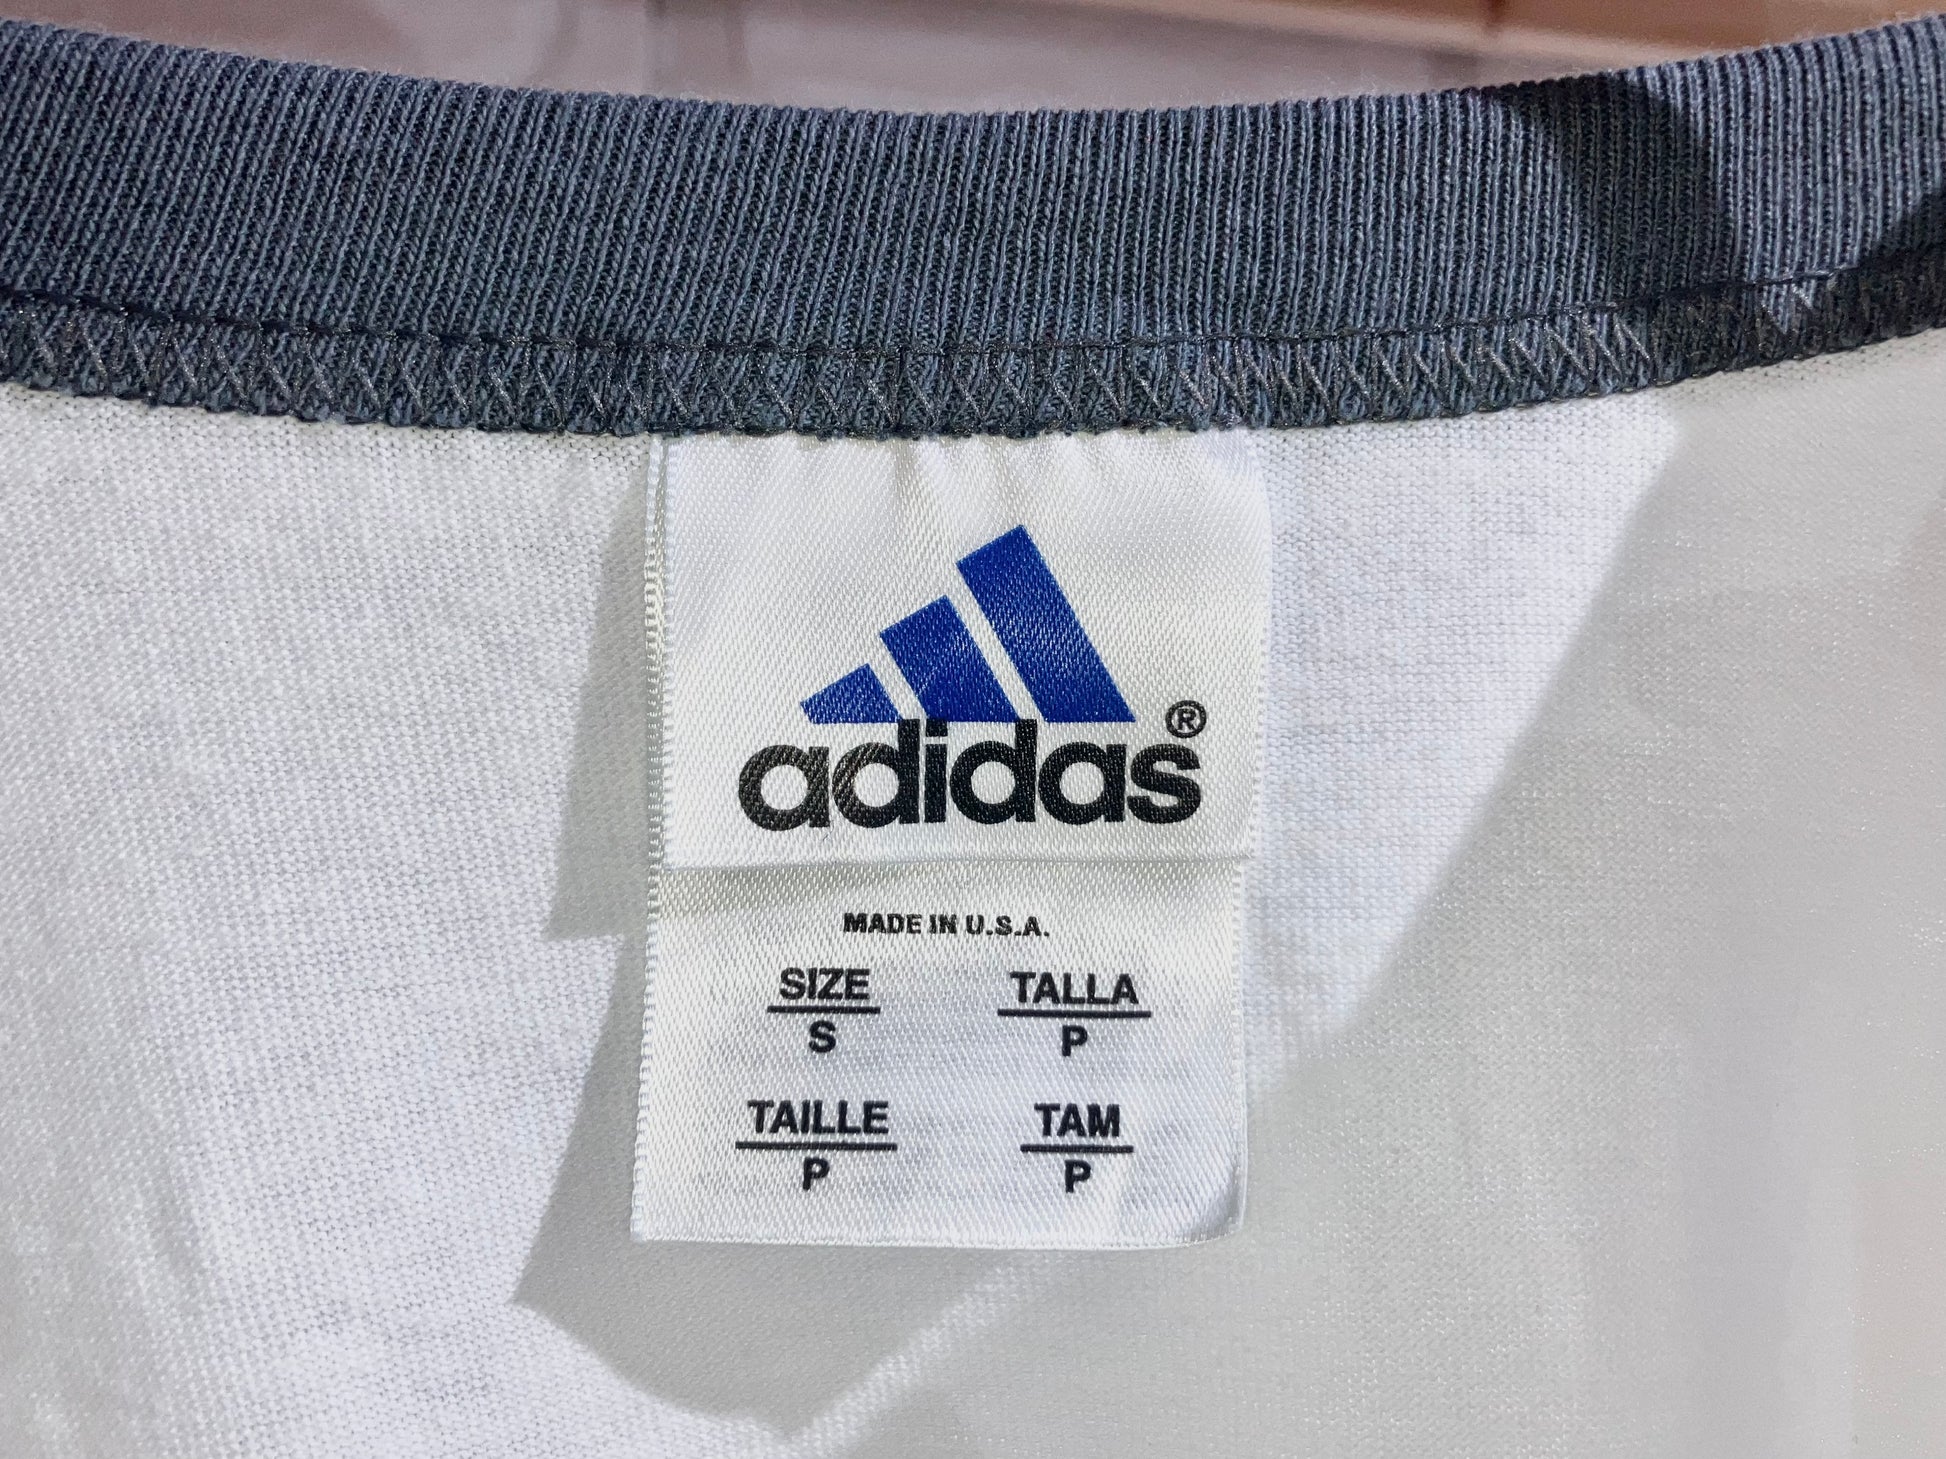 adidas®
MADE IN U.S.A.
SIZE TALLA
S P
TAILLE TAM
P P